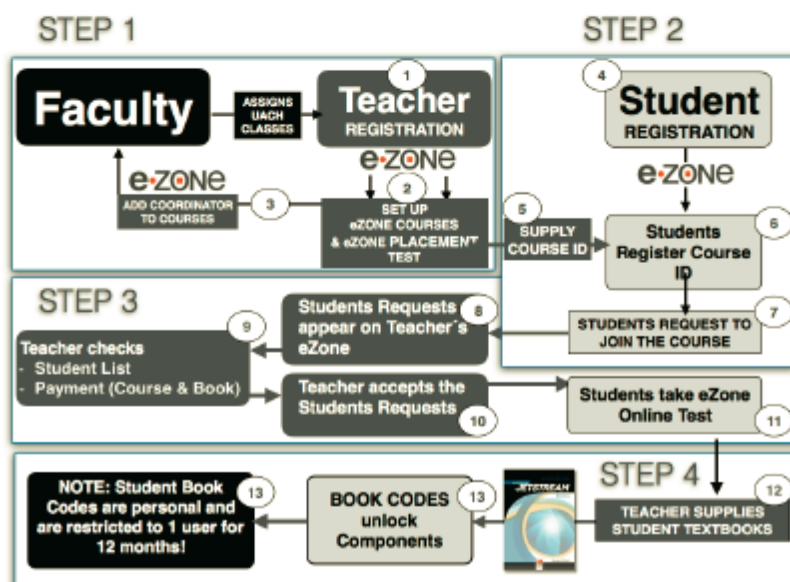 STEP 1
Faculty
ASSIGNS
UACH
CLASSES
1
Teacher
REGISTRATION
e·zone
2
SET UP
eZONE COURSES
& eZONE PLACEMENT
TEST
3
e·zone
ADD COORDINATOR
TO COURSES
STEP 2
4
Student
REGISTRATION
e·zone
5
SUPPLY
COURSE ID
6
Students
Register Course
ID
7
STUDENTS REQUEST TO
JOIN THE COURSE
STEP 3
8
Students Requests
appear on Teacher´s
eZone
9
Teacher checks
- Student List
- Payment (Course & Book)
Teacher accepts the
Students Requests
10
Students take eZone
Online Test
11
STEP 4
12
TEACHER SUPPLIES
STUDENT TEXTBOOKS
JETSTREAM
13
BOOK CODES
unlock
Components
13
NOTE: Student Book
Codes are personal and
are restricted to 1 user for
12 months!